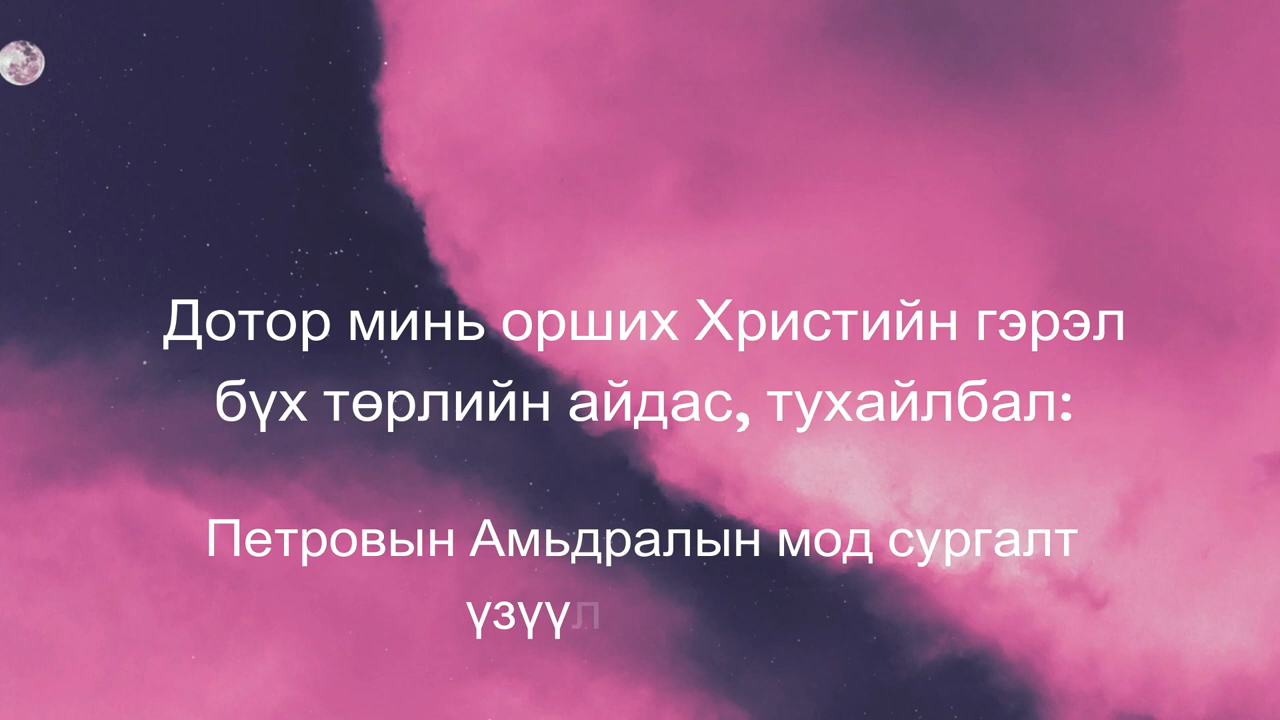 Дотор минь орших Христийн гэрэл
бүх төрлийн айдас, тухайлбал:
Петровын Амьдралын мод сургалт
үзүүл